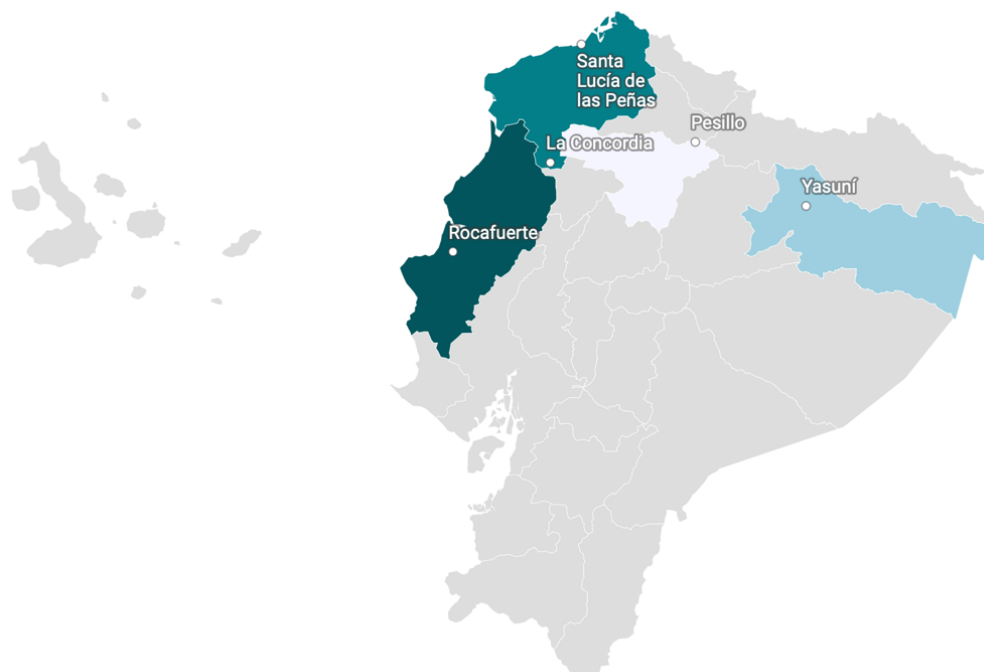 Santa
Lucía de
las Peñas
Pesillo
La Concordia
Yasuní
Rocafuerte